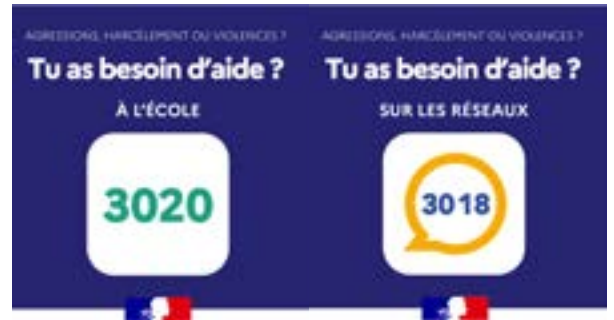 AGRESSIONS, HARCÈLEMENT OU VIOLENCES ?
Tu as besoin d'aide ?
À L'ÉCOLE
3020
AGRESSIONS, HARCÈLEMENT OU VIOLENCES ?
Tu as besoin d'aide ?
SUR LES RÉSEAUX
3018